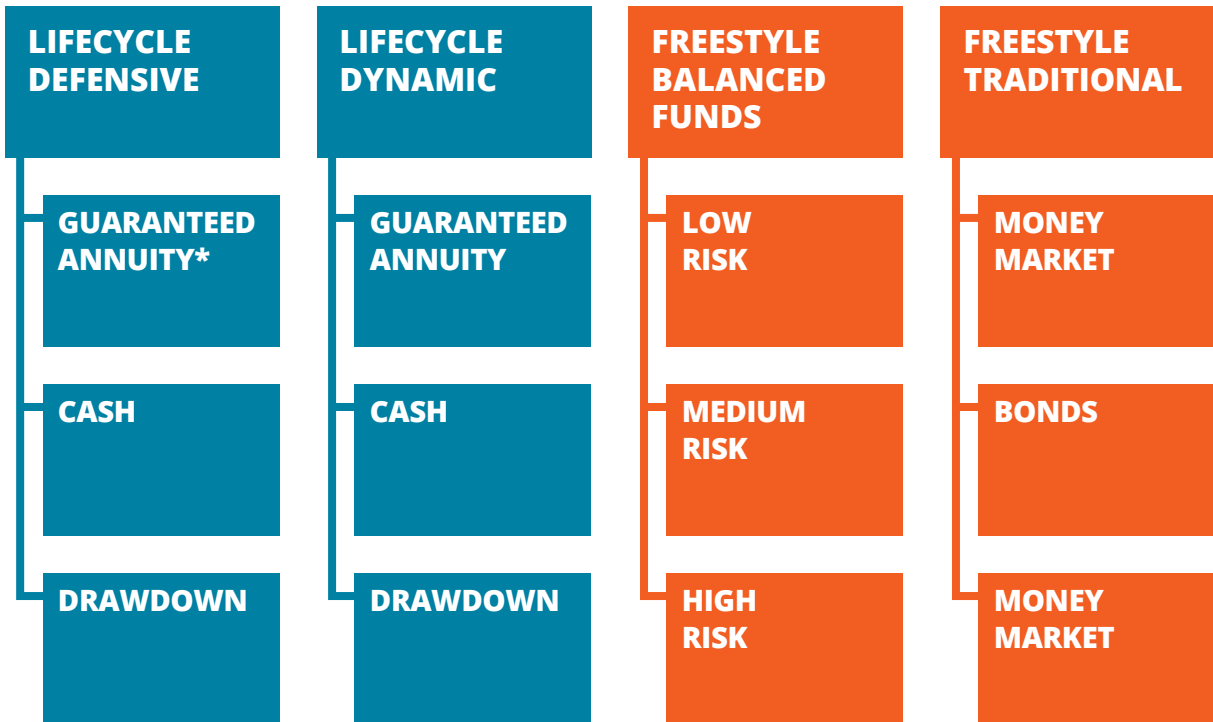 LIFECYCLE
DEFENSIVE
GUARANTEED
ANNUITY*
CASH
DRAWDOWN
LIFECYCLE
DYNAMIC
GUARANTEED
ANNUITY
CASH
DRAWDOWN
FREESTYLE
BALANCED
FUNDS
LOW
RISK
MEDIUM
RISK
HIGH
RISK
FREESTYLE
TRADITIONAL
MONEY
MARKET
BONDS
MONEY
MARKET